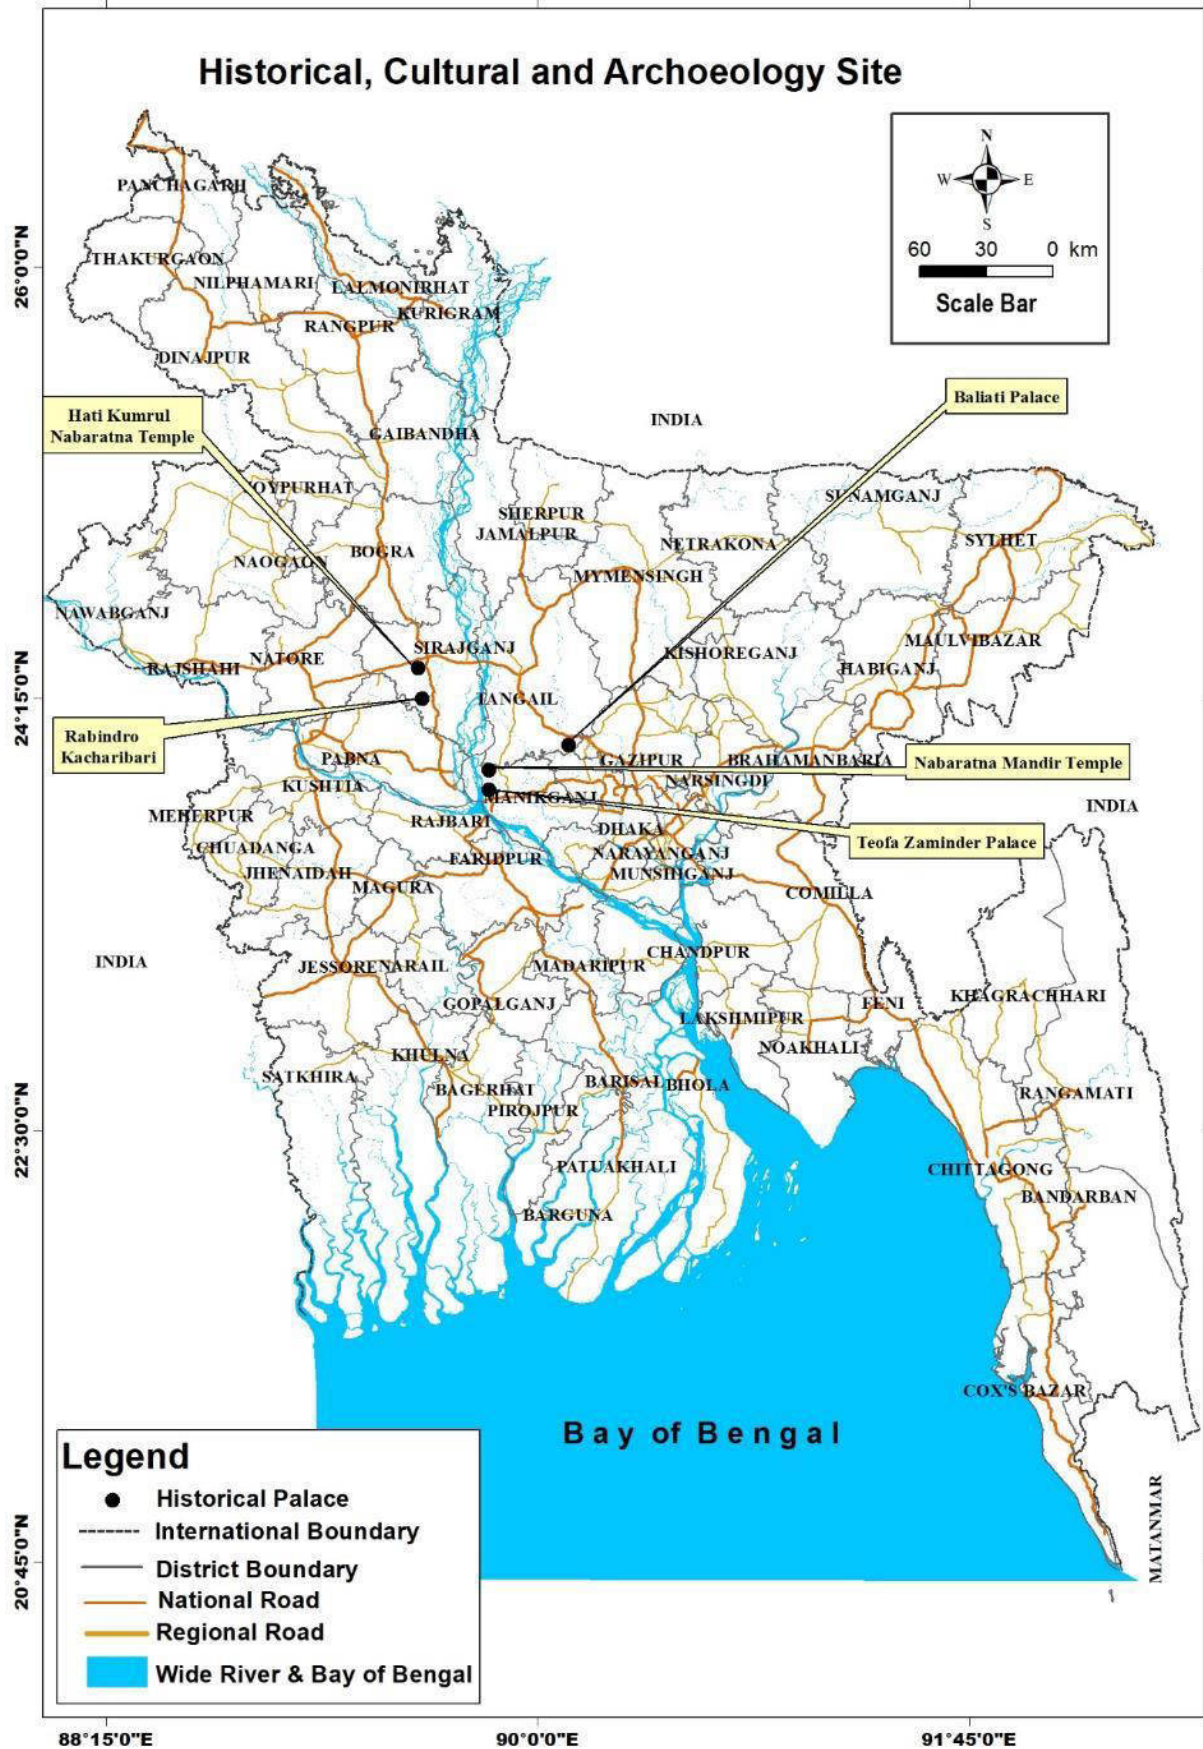 Historical, Cultural and Archoeology Site
N
W E
S
60 30 0 km
Scale Bar
26°0'0"N
24°15'0"N
22°30'0"N
20°45'0"N
PANCHAGARH
THAKURGAON
NILPHAMARI
LALMONIRHAT
KURIGRAM
RANGPUR
DINAJPUR
Hati Kumrul
Nabaratna Temple
Baliati Palace
INDIA
GAIBANDHA
OYPURHAT
SHERPUR
JAMALPUR
SUNAMGANJ
NETRAKONA
SYLHET
BOGRA
NAOGAON
MYMENSINGH
NAWABGANJ
SIRAJGANJ
KISHOREGANJ
MAULVIBAZAR
HABIGANJ
RAJSHAHI
NATORE
TANGAIL
Rabindro
Kacharibari
PABNA
GAZIPUR
BRAHAMANBARIA
Nabaratna Mandir Temple
NARSINGDI
KUSHTIA
MANIKGANJ
INDIA
MEHERPUR
RAJBARI
DHAKA
Teofa Zaminder Palace
CHUADANGA
FARIDPUR
NARAYANGANJ
MUNSHIGANJ
JHENAIDAH
MAGURA
COMILLA
INDIA
JESSORE
NARAIL
MADARIPUR
CHANDPUR
GOPALGANJ
LAKSHMIPUR
FENI
KHAGRACHHARI
NOAKHALI
KHULNA
SATKHIRA
BAGERHAT
PIROJPUR
BARISAL
BHOLA
RANGAMATI
PATUAKHALI
CHITTAGONG
BANDARBAN
BARGUNA
COX'S BAZAR
Bay of Bengal
MATANMAR
Legend
Historical Palace
International Boundary
District Boundary
National Road
Regional Road
Wide River & Bay of Bengal
88°15'0"E 90°0'0"E 91°45'0"E